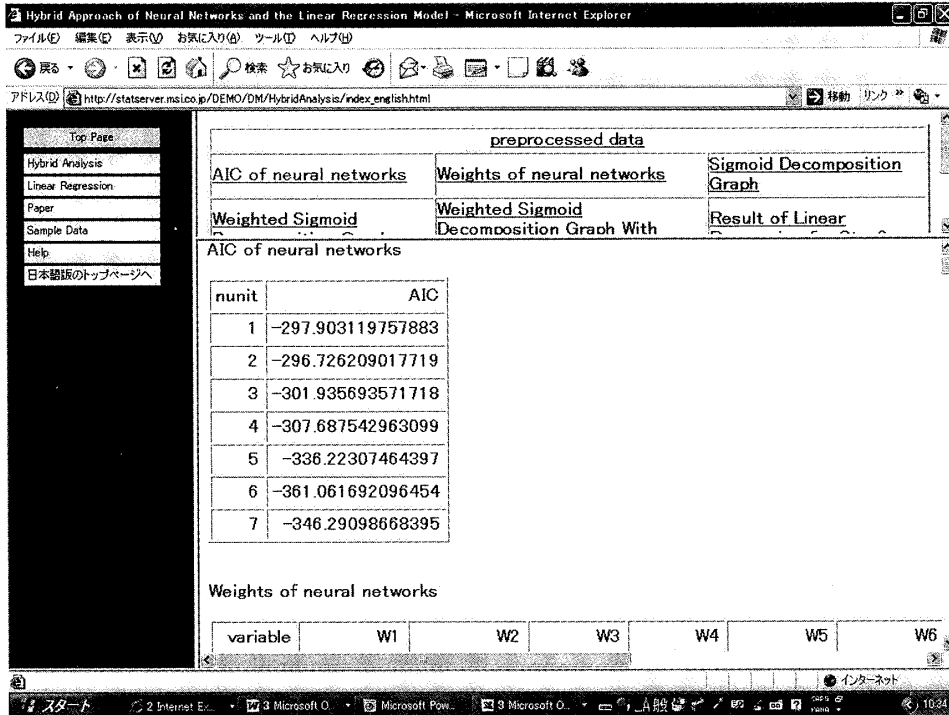 Hybrid Approach of Neural Networks and the Linear Regression Model - Microsoft Internet Explorer
ファイル(F) 編集(E) 表示(V) お気に入り(A) ツール(T) ヘルプ(H)
戻る 検索 お気に入り
アドレス(D) http://statserver.msi.co.jp/DEMO/DM/HybridAnalysis/index_english.html 移動 リンク »
Top Page
Hybrid Analysis
Linear Regression
Paper
Sample Data
Help
日本語版のトップページへ
preprocessed data
AIC of neural networks Weights of neural networks Sigmoid Decomposition Graph
Weighted Sigmoid Weighted Sigmoid Decomposition Graph With Result of Linear
AIC of neural networks
nunit AIC
1 -297.903119757883
2 -296.726209017719
3 -301.935693571718
4 -307.687542963099
5 -336.22307464397
6 -361.061692096454
7 -346.29098668395
Weights of neural networks
variable W1 W2 W3 W4 W5 W6
インターネット
スタート 2 Internet Ex... 3 Microsoft O... Microsoft Pow... 3 Microsoft O... A般